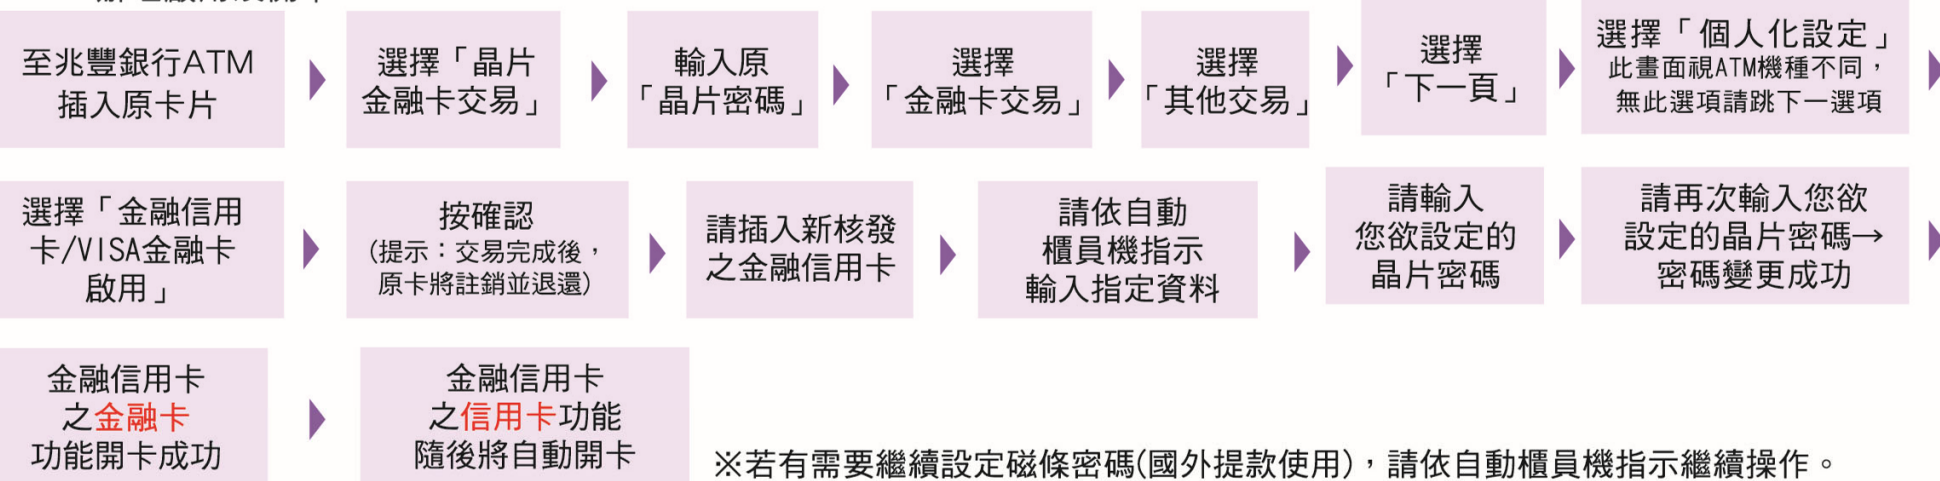 至兆豐銀行ATM
插入原卡片
選擇「晶片
金融卡交易」
輸入原
「晶片密碼」
選擇
「金融卡交易」
選擇
「其他交易」
選擇
「下一頁」
選擇「個人化設定」
此畫面視ATM機種不同，
無此選項請跳下一選項
選擇「金融信用
卡/VISA金融卡
啟用」
按確認
(提示：交易完成後，
原卡將註銷並退還)
請插入新核發
之金融信用卡
請依自動
櫃員機指示
輸入指定資料
請輸入
您欲設定的
晶片密碼
請再次輸入您欲
設定的晶片密碼→
密碼變更成功
金融信用卡
之金融卡
功能開卡成功
金融信用卡
之信用卡功能
隨後將自動開卡
※若有需要繼續設定磁條密碼(國外提款使用)，請依自動櫃員機指示繼續操作。